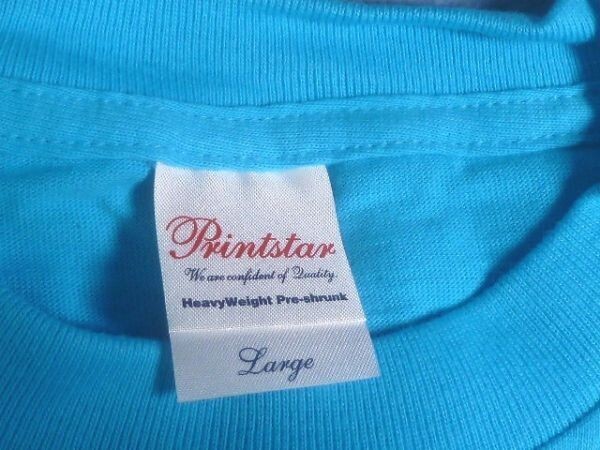 Printstar
We are confident of Quality.
HeavyWeight Pre-shrunk
Large